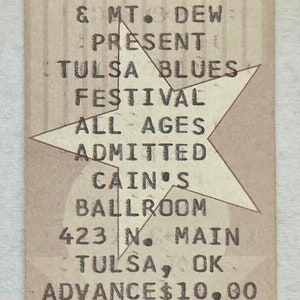 & MT. DEW
PRESENT
TULSA BLUES
FESTIVAL
ALL AGES
ADMITTED
CAIN'S
BALLROOM
423 N. MAIN
TULSA, OK
ADVANCE$10.00